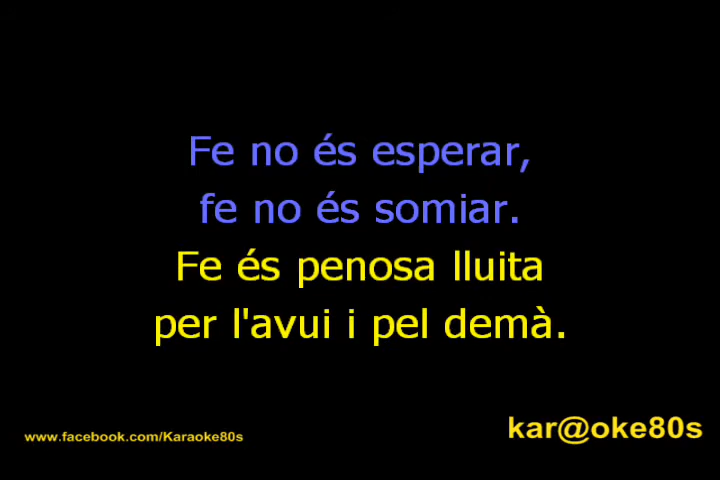 Fe no és esperar,
fe no és somiar.
Fe és penosa lluita
per l'avui i pel demà.
www.facebook.com/Karaoke80s
kar@oke80s